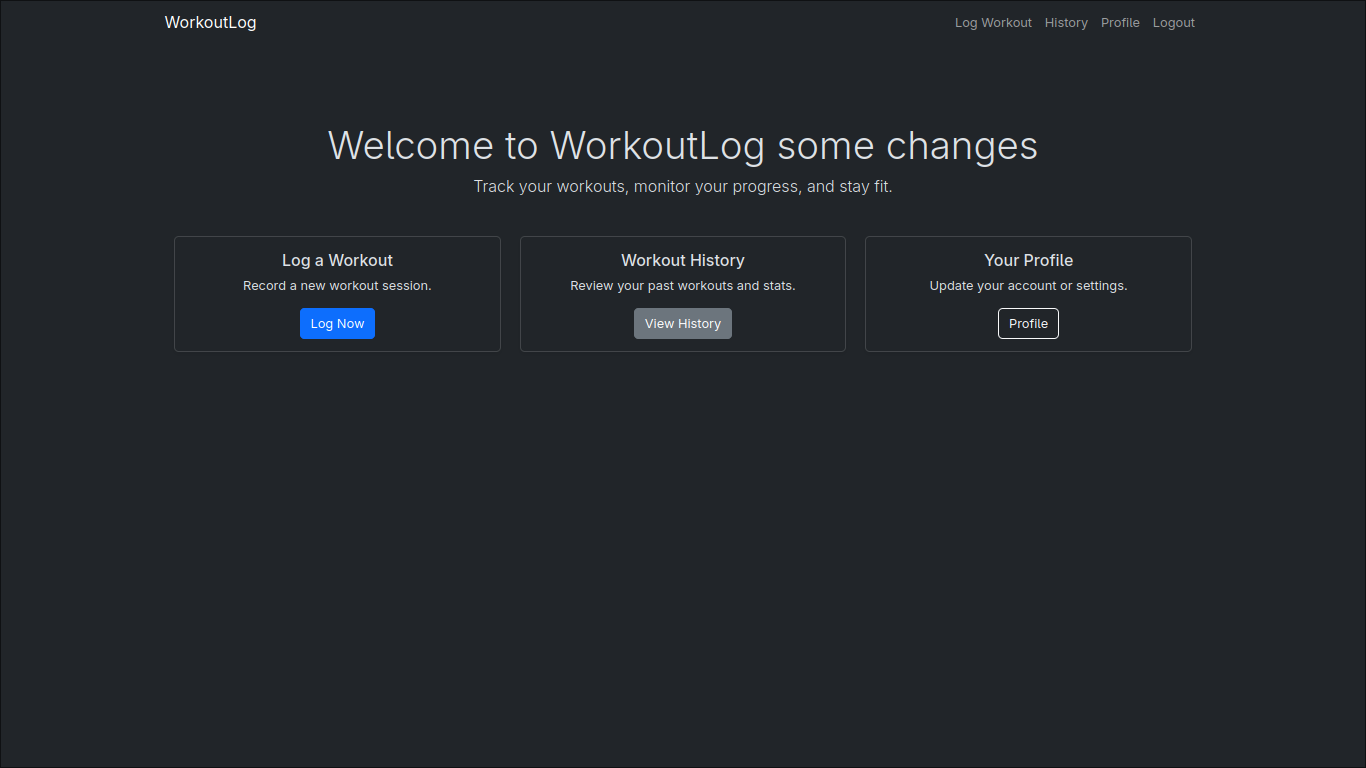 WorkoutLog
Log Workout History Profile Logout
Welcome to WorkoutLog some changes
Track your workouts, monitor your progress, and stay fit.
Log a Workout
Record a new workout session.
Log Now
Workout History
Review your past workouts and stats.
View History
Your Profile
Update your account or settings.
Profile